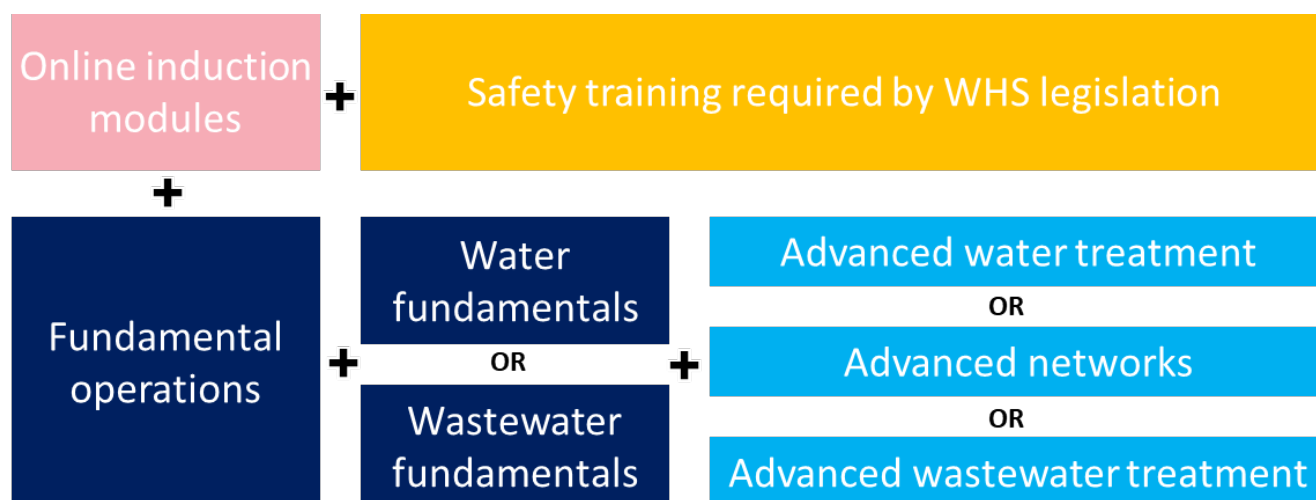 Online induction
modules
+
Safety training required by WHS legislation
+
Fundamental
operations
+
Water
fundamentals
OR
Wastewater
fundamentals
+
Advanced water treatment
OR
Advanced networks
OR
Advanced wastewater treatment